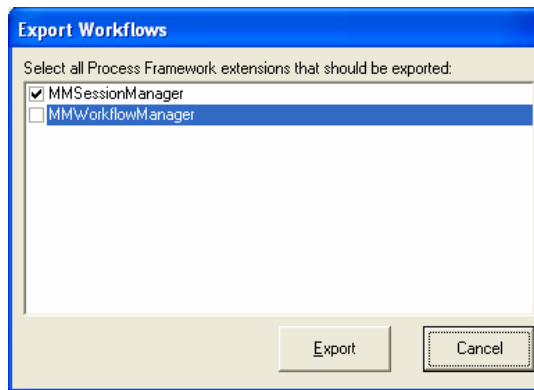 Export Workflows
Select all Process Framework extensions that should be exported:
MMSessionManager
MMWorkflowManager
Export
Cancel